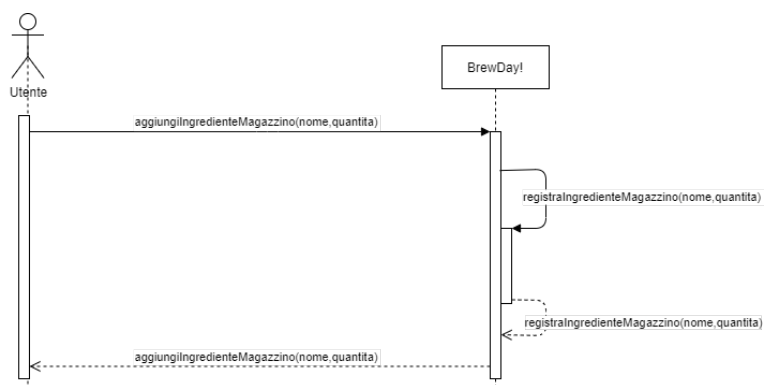 BrewDay!
Utente
aggiungiIngredienteMagazzino(nome,quantita)
registraIngredienteMagazzino(nome,quantita)
registraIngredienteMagazzino(nome,quantita)
aggiungiIngredienteMagazzino(nome,quantita)